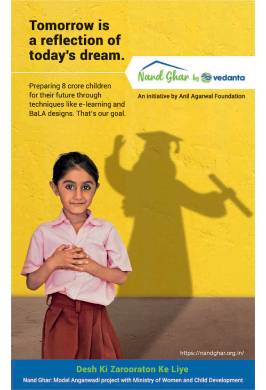 Tomorrow is
a reflection of
today's dream.
Nand Ghar by vedanta
An initiative by Anil Agarwal Foundation
Preparing 8 crore children
for their future through
techniques like e-learning and
BaLA designs. That's our goal.
https://nandghar.org.in/
Desh Ki Zarooraton Ke Liye
Nand Ghar: Modal Anganwadi project with Ministry of Women and Child Development